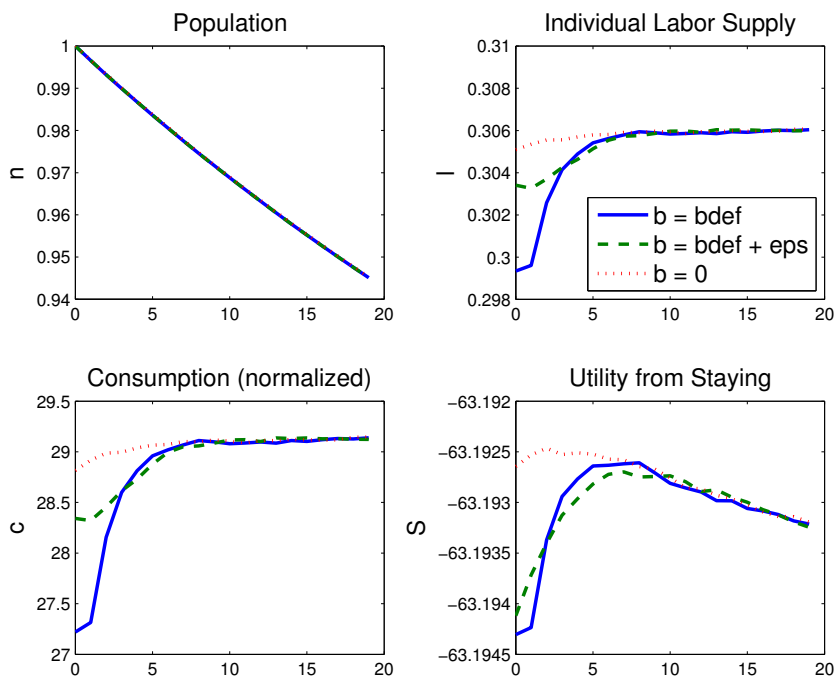 Population
1
0.99
0.98
0.97
0.96
0.95
0.94
n
0 5 10 15 20
Individual Labor Supply
0.31
0.308
0.306
0.304
0.302
0.3
0.298
l
0 5 10 15 20
b = bdef
b = bdef + eps
b = 0
Consumption (normalized)
29.5
29
28.5
28
27.5
27
c
0 5 10 15 20
Utility from Staying
−63.192
−63.1925
−63.193
−63.1935
−63.194
−63.1945
S
0 5 10 15 20